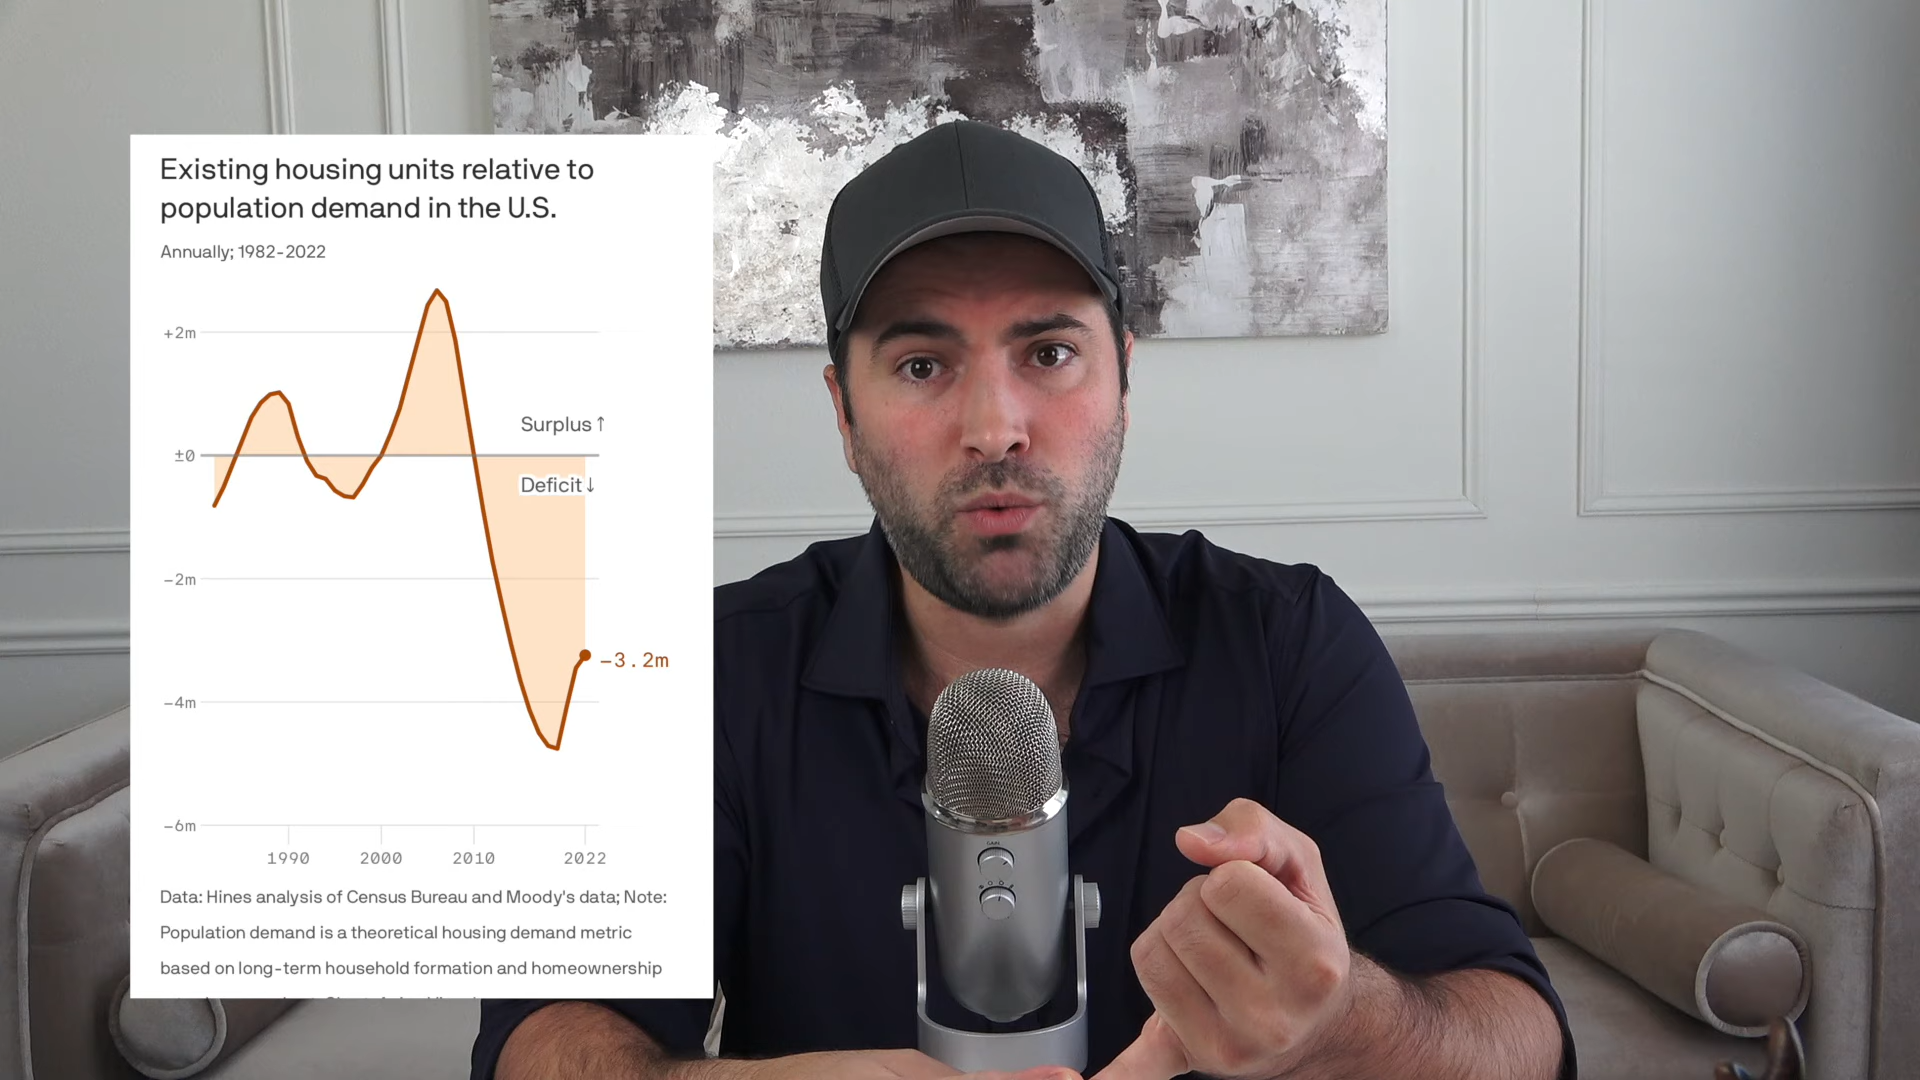 Existing housing units relative to
population demand in the U.S.
Annually; 1982-2022
+2m
Surplus ↑
±0
Deficit ↓
-2m
-3.2m
-4m
-6m
1990 2000 2010 2022
Data: Hines analysis of Census Bureau and Moody's data; Note:
Population demand is a theoretical housing demand metric
based on long-term household formation and homeownership
GAIN